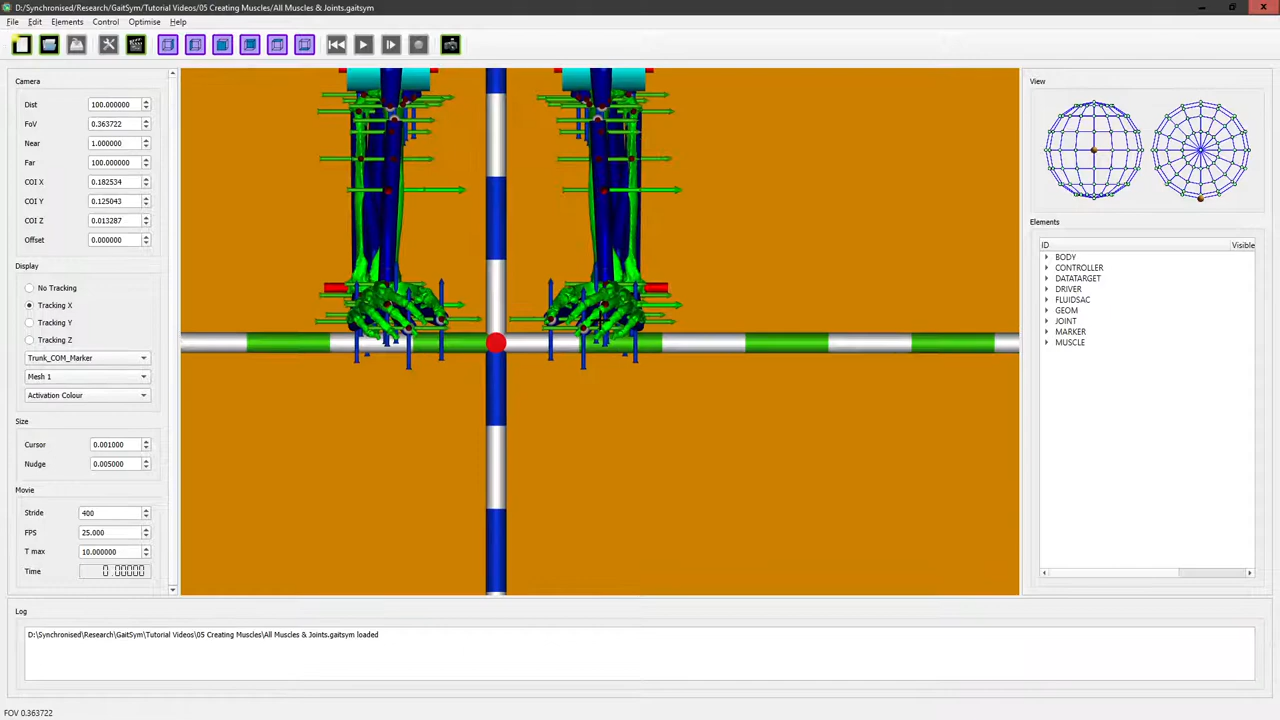 D:/Synchronised/Research/GaitSym/Tutorial Videos/05 Creating Muscles/All Muscles & Joints.gaitsym
File Edit Elements Control Optimise Help
Camera
Dist 100.000000
FoV 0.363722
Near 1.000000
Far 100.000000
COI X 0.182534
COI Y 0.125043
COI Z 0.013287
Offset 0.000000
Display
No Tracking
Tracking X
Tracking Y
Tracking Z
Trunk_COM_Marker
Mesh 1
Activation Colour
Size
Cursor 0.001000
Nudge 0.005000
Movie
Stride 400
FPS 25.000
T max 10.000000
Time 0.00000
View
Elements
ID Visible
BODY
CONTROLLER
DATATARGET
DRIVER
FLUIDSAC
GEOM
JOINT
MARKER
MUSCLE
Log
D:\Synchronised\Research\GaitSym\Tutorial Videos\05 Creating Muscles\All Muscles & Joints.gaitsym loaded
FOV 0.363722